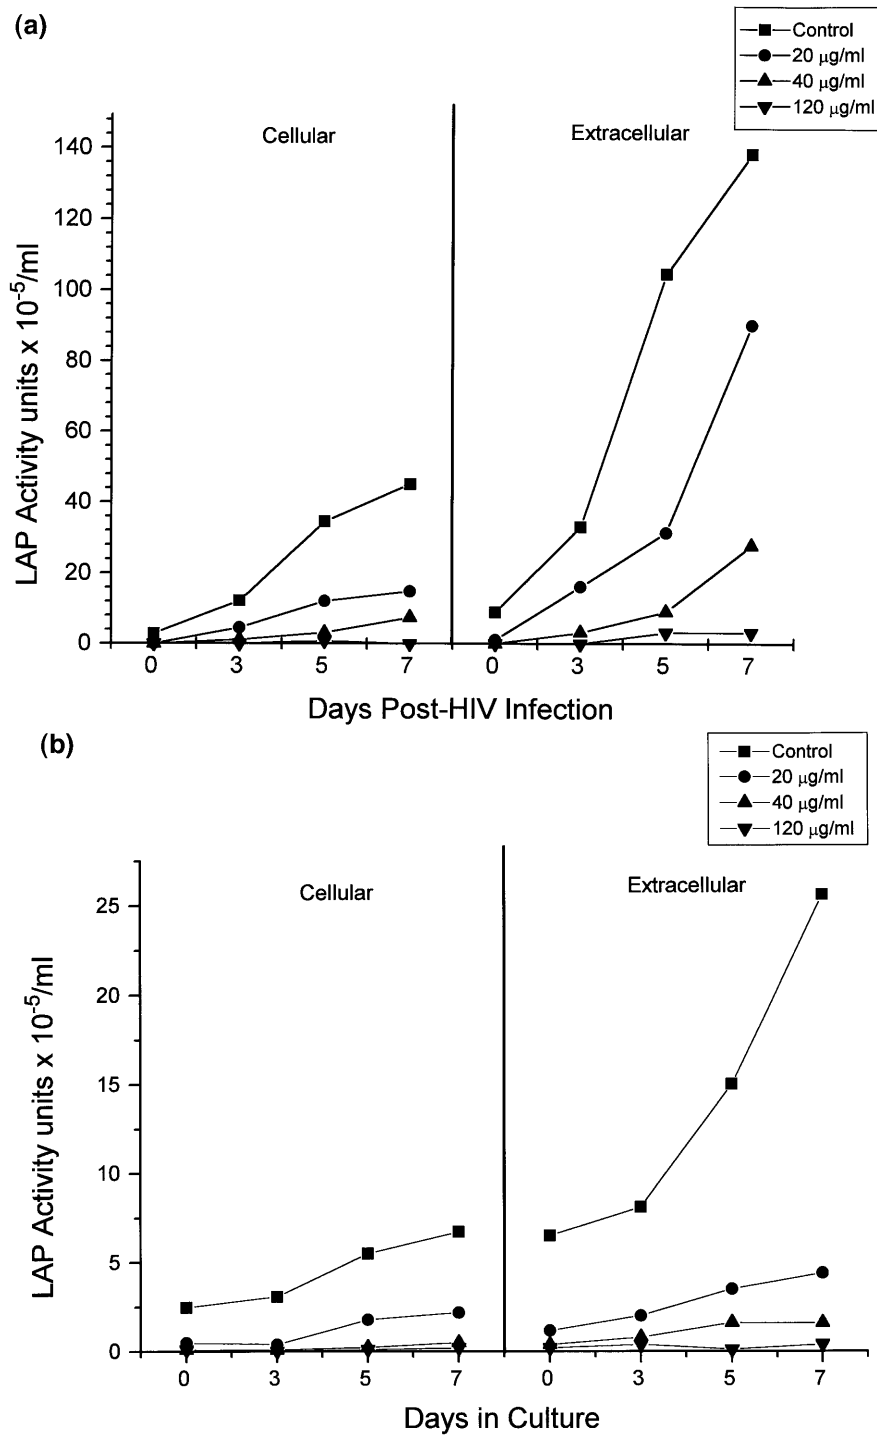 (a)
Control
20 μg/ml
40 μg/ml
120 μg/ml
Cellular
Extracellular
140
120
100
80
60
40
20
0
LAP Activity units x 10⁻⁵/ml
0 3 5 7 0 3 5 7
Days Post-HIV Infection
(b)
Control
20 μg/ml
40 μg/ml
120 μg/ml
Cellular
Extracellular
25
20
15
10
5
0
LAP Activity units x 10⁻⁵/ml
0 3 5 7 0 3 5 7
Days in Culture